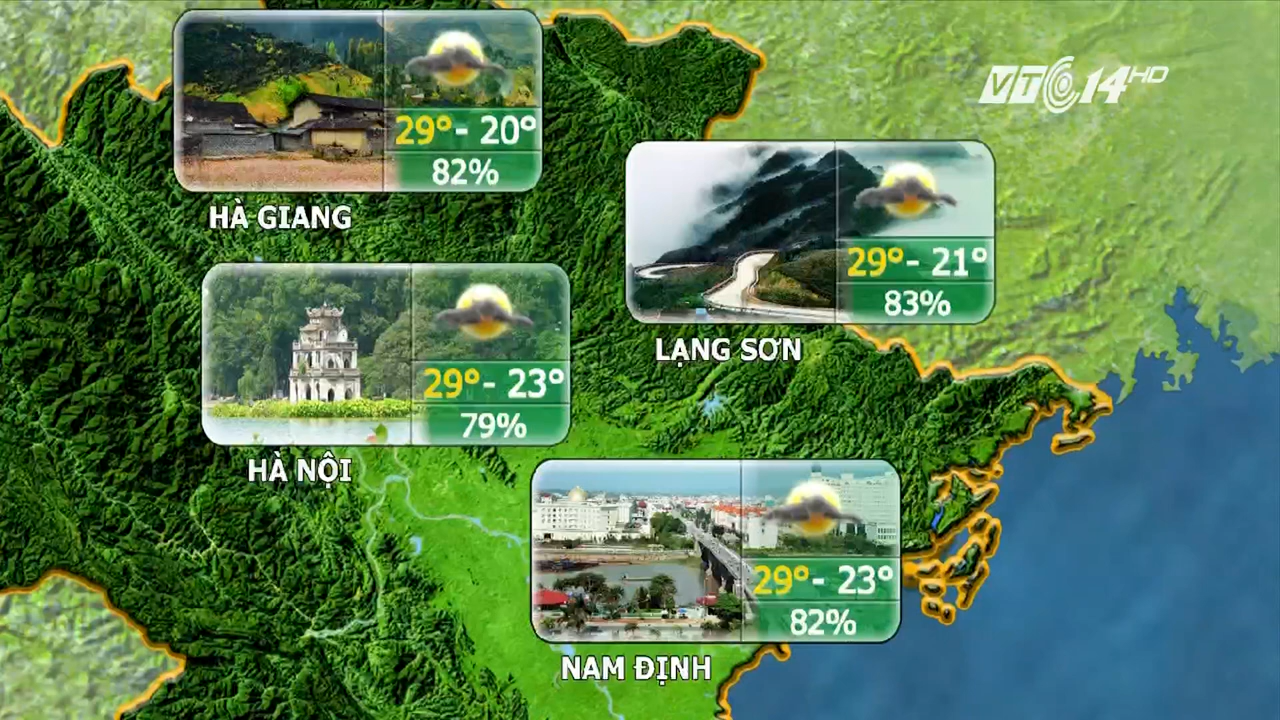 VTC14HD
29° - 20°
82%
HÀ GIANG
29° - 21°
83%
LẠNG SƠN
29° - 23°
79%
HÀ NỘI
29° - 23°
82%
NAM ĐỊNH